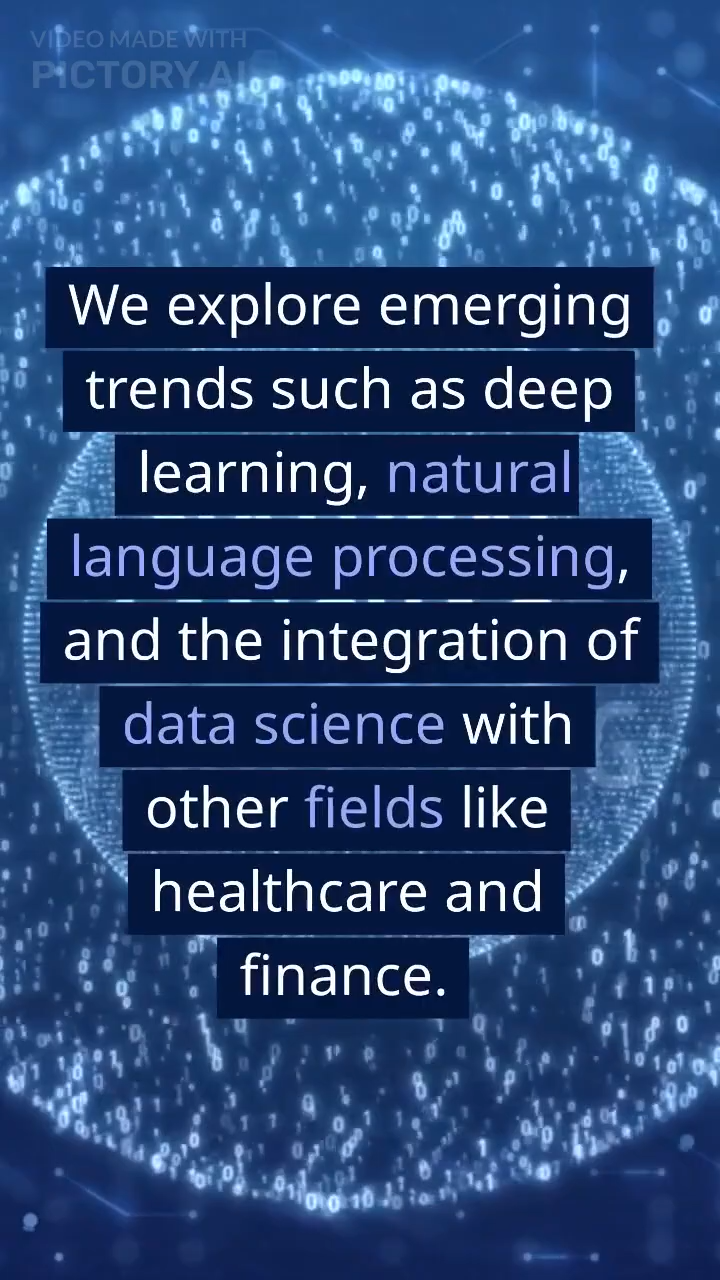 VIDEO MADE WITH
PICTORY.AI
We explore emerging
trends such as deep
learning, natural
language processing,
and the integration of
data science with
other fields like
healthcare and
finance.